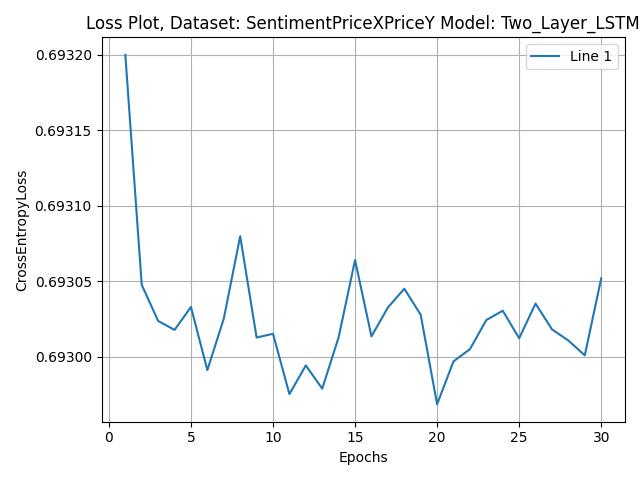 Loss Plot, Dataset: SentimentPriceXPriceY Model: Two_Layer_LSTM
Line 1
0.69320
0.69315
0.69310
0.69305
0.69300
CrossEntropyLoss
0 5 10 15 20 25 30
Epochs